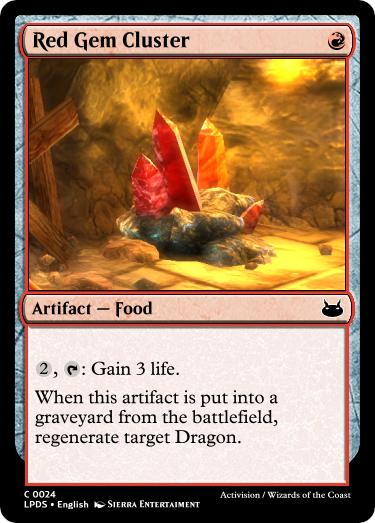 Red Gem Cluster
Artifact — Food
2, : Gain 3 life.
When this artifact is put into a
graveyard from the battlefield,
regenerate target Dragon.
C 0024
LPDS • English Sierra Entertaiment
Activision / Wizards of the Coast